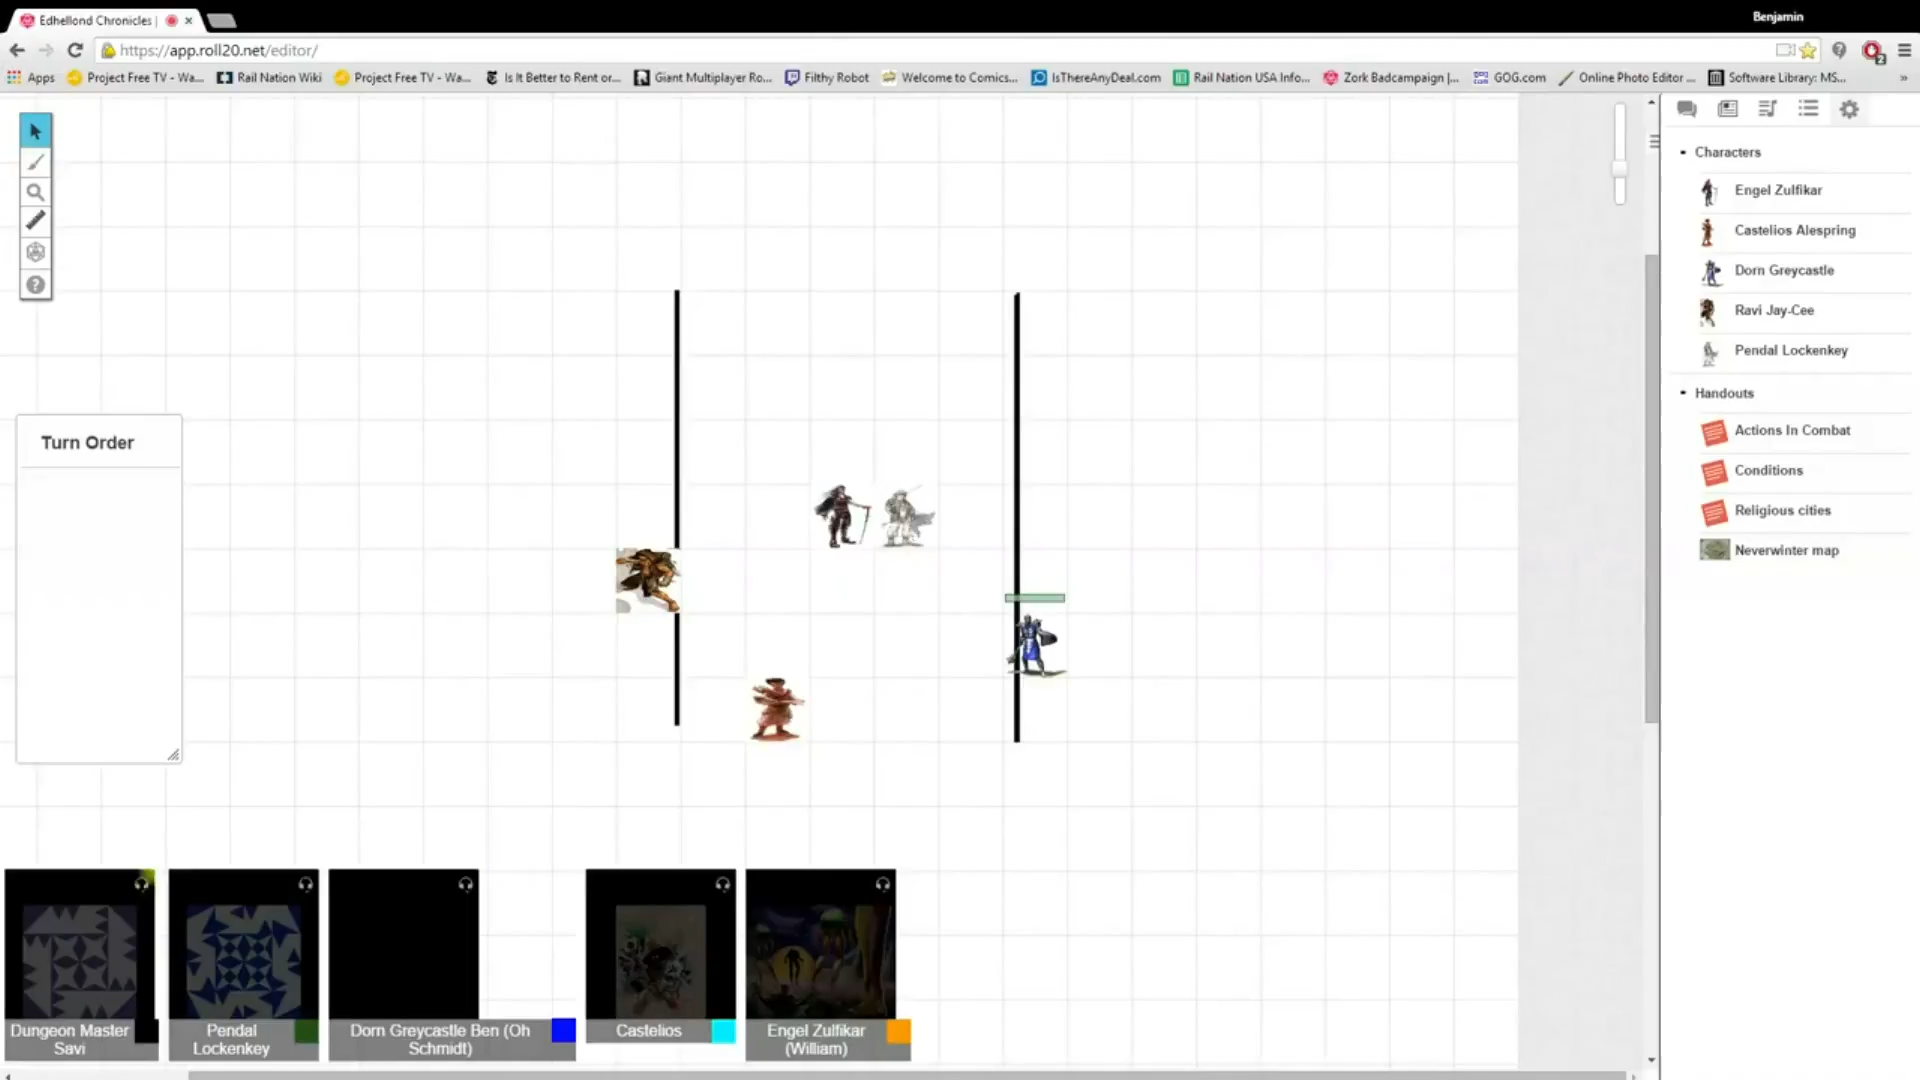 Edhellond Chronicles |
Benjamin
https://app.roll20.net/editor/
Apps
Project Free TV - Wa...
Rail Nation Wiki
Project Free TV - Wa...
Is It Better to Rent or...
Giant Multiplayer Ro...
Filthy Robot
Welcome to Comics...
IsThereAnyDeal.com
Rail Nation USA Info...
Zork Badcampaign |...
GOG.com
Online Photo Editor ...
Software Library: MS...
»
2
Characters
Engel Zulfikar
Castelios Alespring
Dorn Greycastle
Ravi Jay-Cee
Pendal Lockenkey
Handouts
Actions In Combat
Conditions
Religious cities
Neverwinter map
Turn Order
Dungeon Master
Savi
Pendal
Lockenkey
Dorn Greycastle Ben (Oh
Schmidt)
Castelios
Engel Zulfikar
(William)